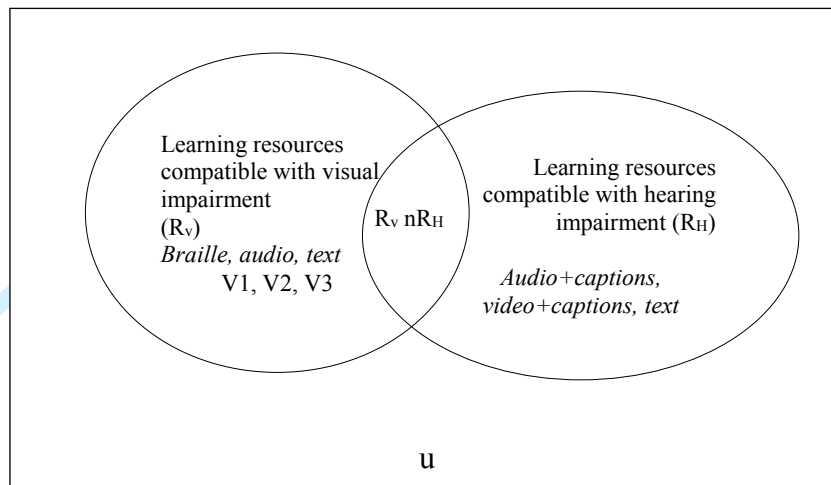 Learning resources
compatible with visual
impairment
(Rv)
Braille, audio, text
V1, V2, V3
Rv nRH
Learning resources
compatible with hearing
impairment (RH)
Audio+captions,
video+captions, text
u